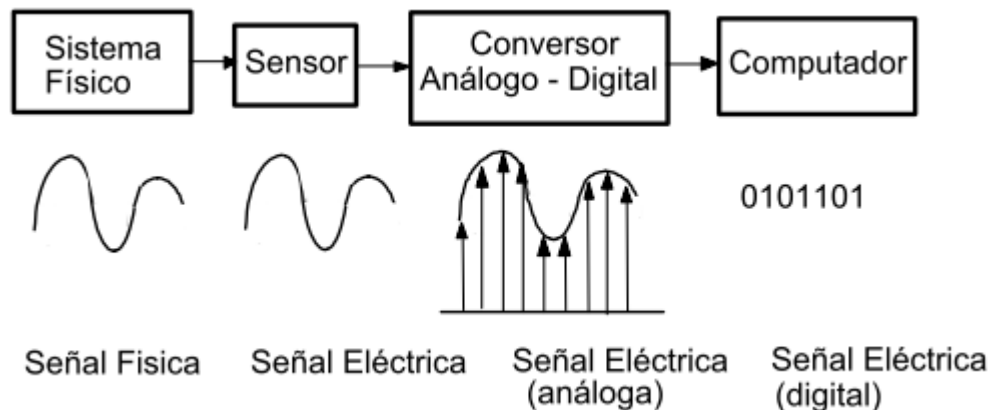 Sistema
Físico
Sensor
Conversor
Análogo - Digital
Computador
0101101
Señal Fisica
Señal Eléctrica
Señal Eléctrica
(análoga)
Señal Eléctrica
(digital)